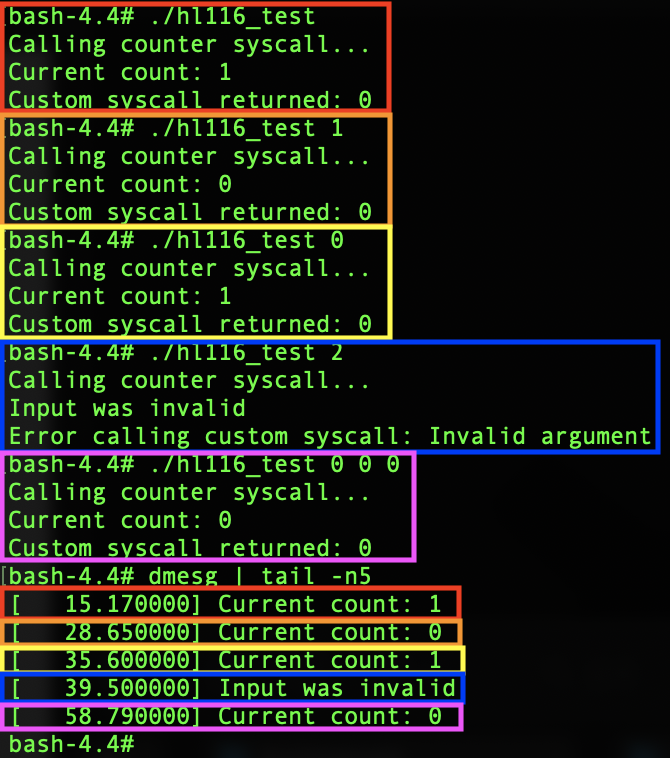 bash-4.4# ./hl116_test
Calling counter syscall...
Current count: 1
Custom syscall returned: 0
bash-4.4# ./hl116_test 1
Calling counter syscall...
Current count: 0
Custom syscall returned: 0
bash-4.4# ./hl116_test 0
Calling counter syscall...
Current count: 1
Custom syscall returned: 0
bash-4.4# ./hl116_test 2
Calling counter syscall...
Input was invalid
Error calling custom syscall: Invalid argument
bash-4.4# ./hl116_test 0 0 0
Calling counter syscall...
Current count: 0
Custom syscall returned: 0
[bash-4.4# dmesg | tail -n5
[   15.170000] Current count: 1
[   28.650000] Current count: 0
[   35.600000] Current count: 1
[   39.500000] Input was invalid
[   58.790000] Current count: 0
bash-4.4#